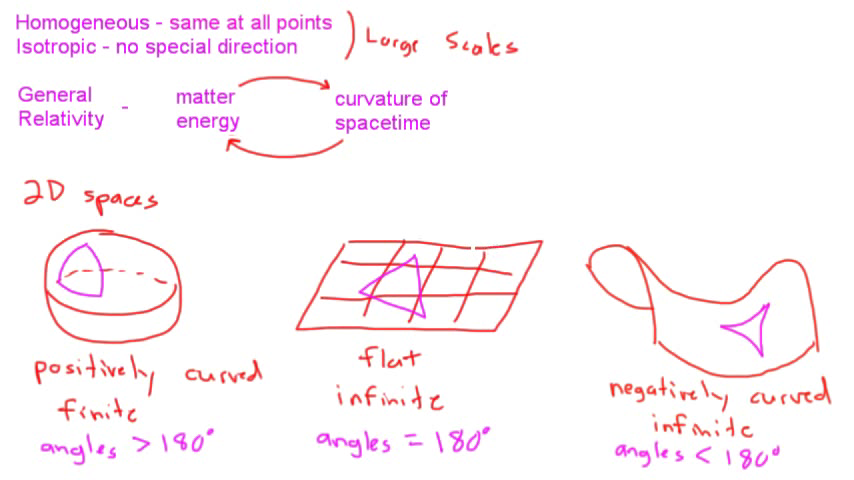 Homogeneous - same at all points
Isotropic - no special direction
Large Scales
General Relativity - matter energy curvature of spacetime
2D spaces
positively curved
finite
angles > 180°
flat
infinite
angles = 180°
negatively curved
infinite
angles < 180°